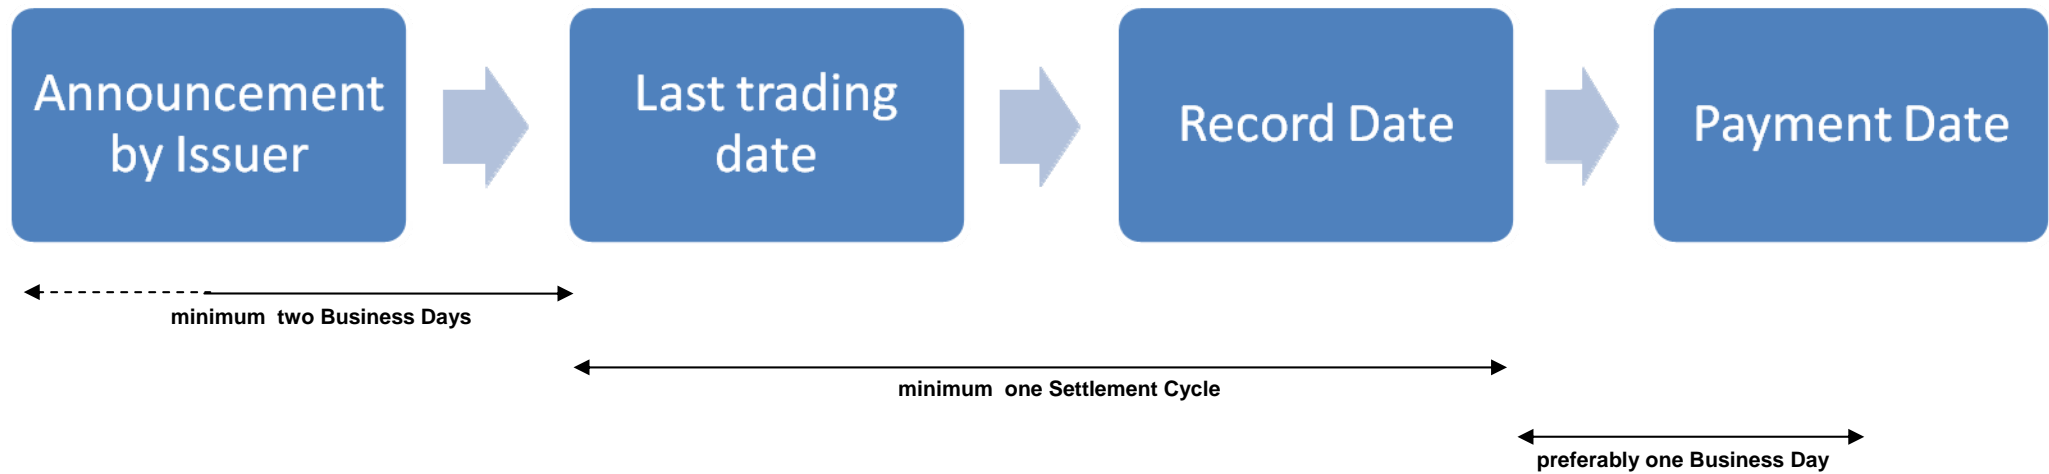 Announcement
by Issuer
Last trading
date
Record Date
Payment Date
minimum  two Business Days
minimum  one Settlement Cycle
preferably one Business Day